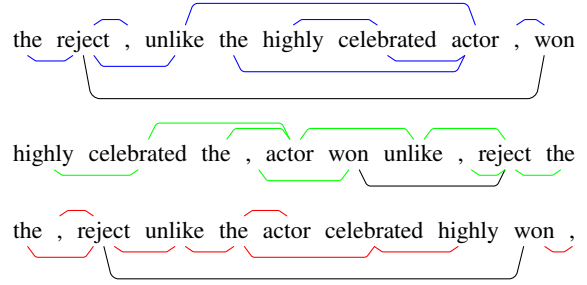 the reject , unlike the highly celebrated actor , won
highly celebrated the , actor won unlike , reject the
the , reject unlike the actor celebrated highly won ,